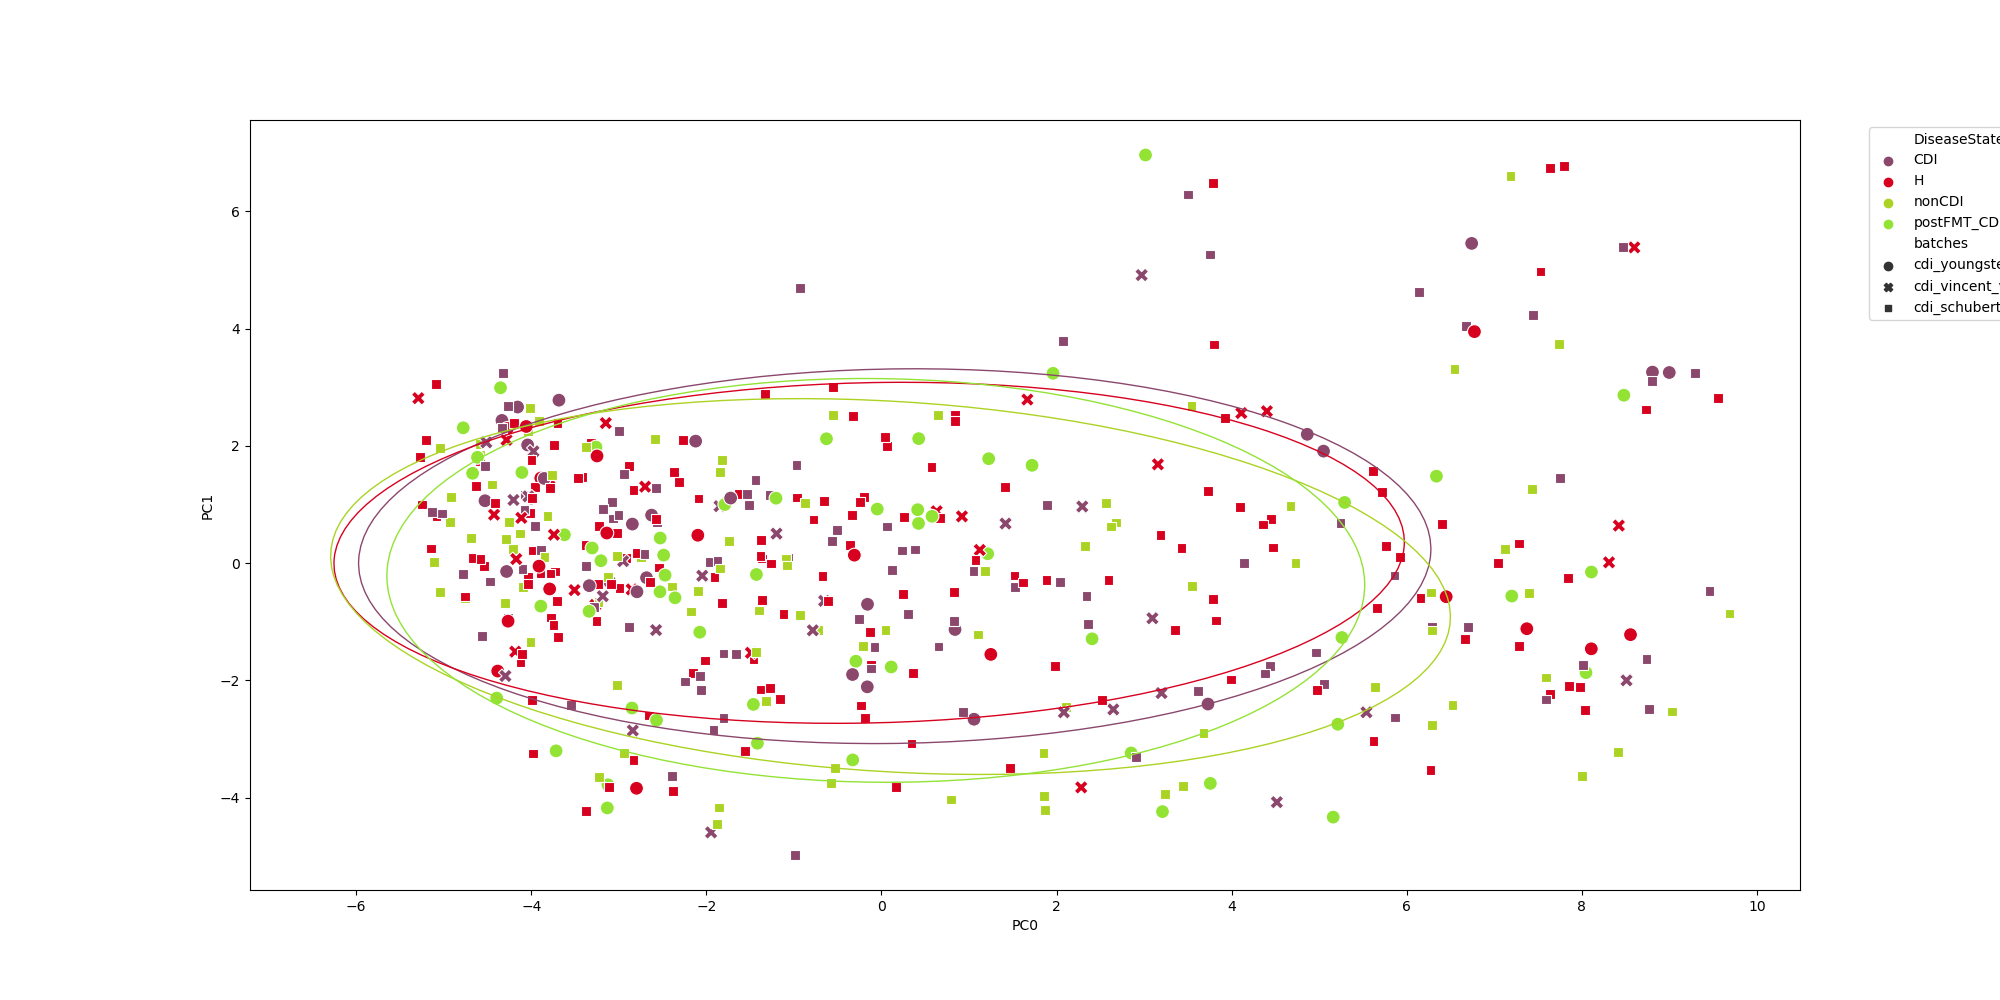 DiseaseState
CDI
H
nonCDI
postFMT_CD
batches
cdi_youngste
cdi_vincent_
cdi_schubert
6
4
2
0
−2
−4
PC1
−6
−4
−2
0
2
4
6
8
10
PC0